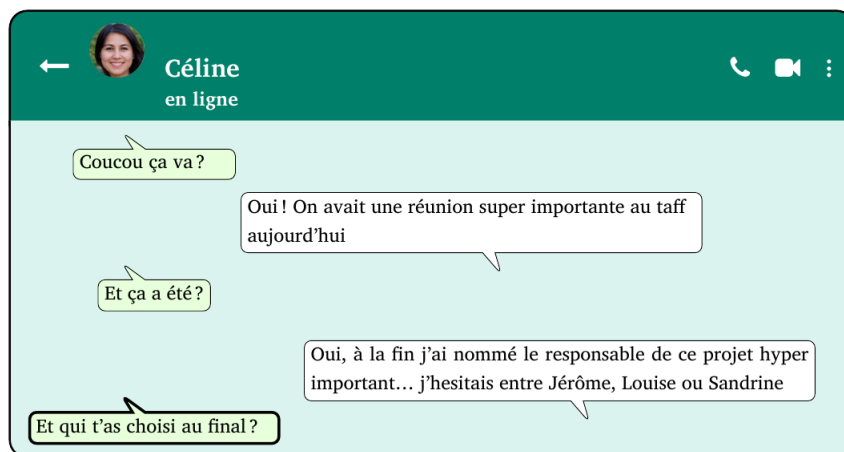 Céline
en ligne
Coucou ça va ?
Oui ! On avait une réunion super importante au taff
aujourd’hui
Et ça a été ?
Oui, à la fin j’ai nommé le responsable de ce projet hyper
important… j’hesitais entre Jérôme, Louise ou Sandrine
Et qui t’as choisi au final ?